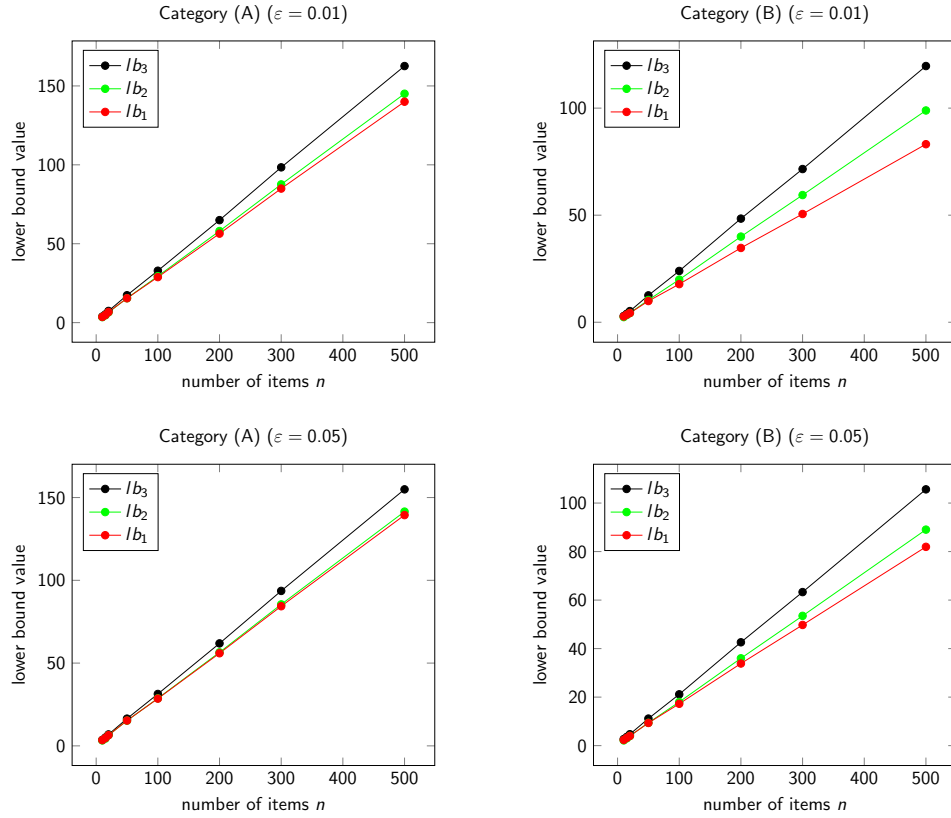 Category (A) (ε = 0.01)
lb3
lb2
lb1
150
100
50
0
lower bound value
0 100 200 300 400 500
number of items n
Category (B) (ε = 0.01)
lb3
lb2
lb1
100
50
0
lower bound value
0 100 200 300 400 500
number of items n
Category (A) (ε = 0.05)
lb3
lb2
lb1
150
100
50
0
lower bound value
0 100 200 300 400 500
number of items n
Category (B) (ε = 0.05)
lb3
lb2
lb1
100
80
60
40
20
0
lower bound value
0 100 200 300 400 500
number of items n